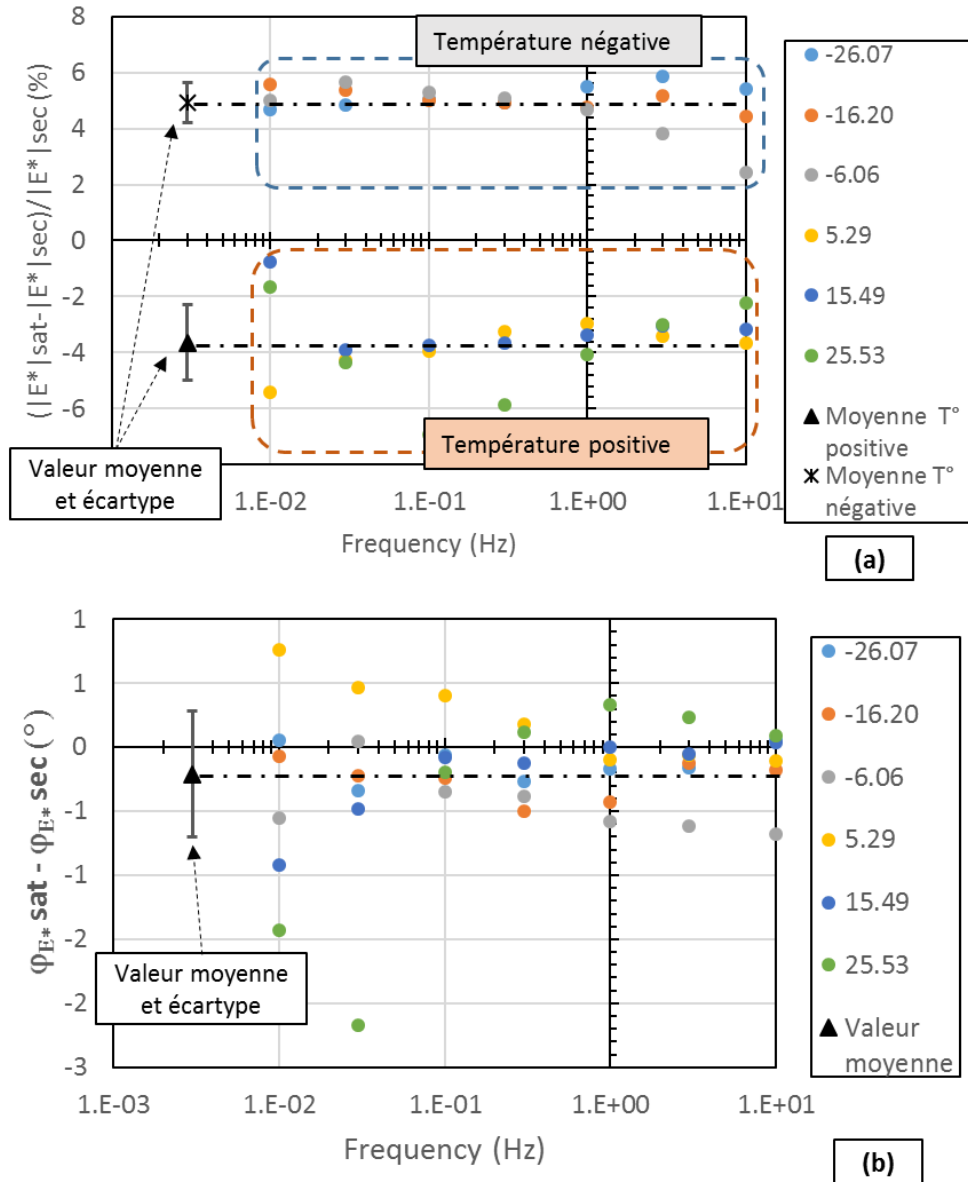 8
6
4
2
0
-2
-4
-6
(|E*|sat-|E*|sec)/|E*|sec (%)
Température négative
Température positive
Valeur moyenne
et écartype
1.E-02
1.E-01
1.E+00
1.E+01
Frequency (Hz)
-26.07
-16.20
-6.06
5.29
15.49
25.53
Moyenne T°
positive
Moyenne T°
négative
(a)
1
1
0
-1
-1
-2
-2
-3
φE* sat - φE* sec (°)
Valeur moyenne
et écartype
1.E-03
1.E-02
1.E-01
1.E+00
1.E+01
Frequency (Hz)
-26.07
-16.20
-6.06
5.29
15.49
25.53
Valeur
moyenne
(b)